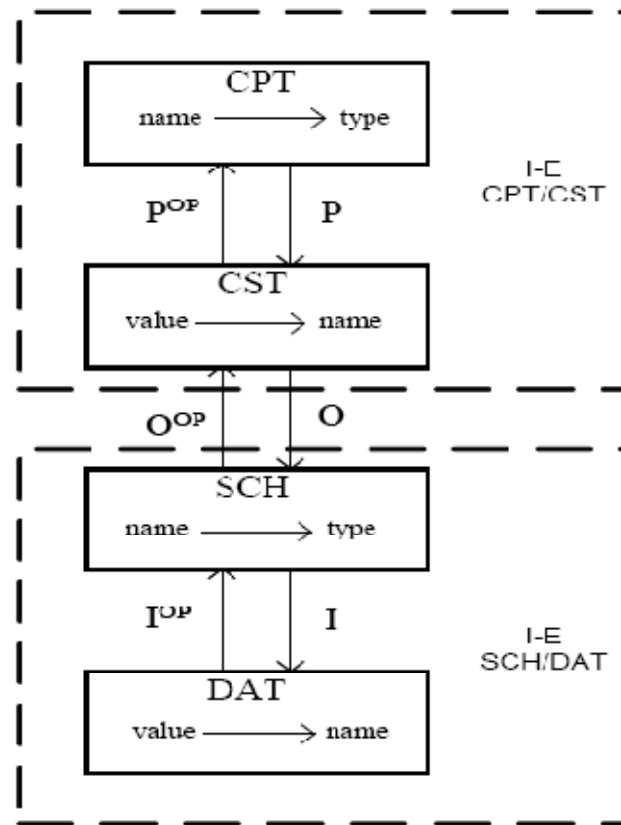 CPT
name type
I-E
CPT/CST
P^OP P
CST
value name
O^OP O
SCH
name type
I^OP I
I-E
SCH/DAT
DAT
value name